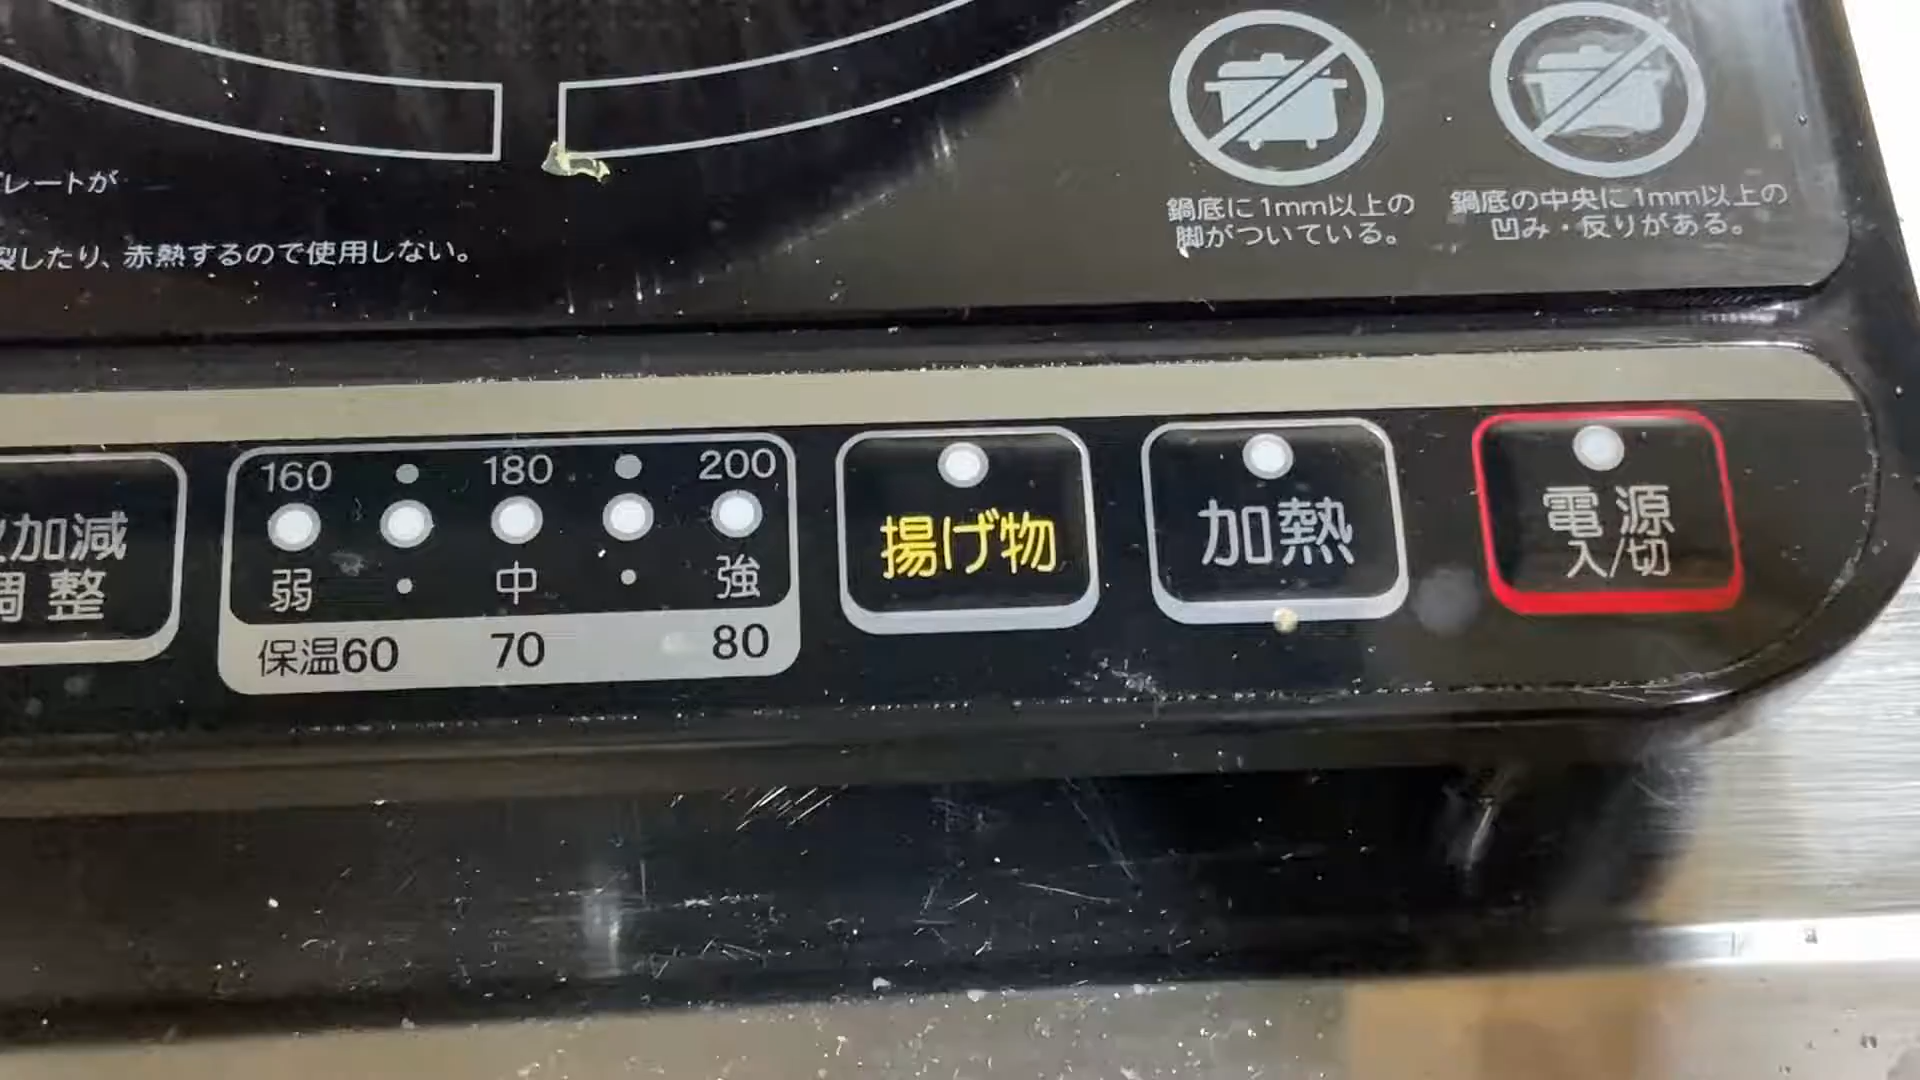 レートが
裂したり、赤熱するので使用しない。
鍋底に1mm以上の
脚がついている。
鍋底の中央に1mm以上の
凹み・反りがある。
加減
調整
160 ・ 180 ・ 200
弱 ・ 中 ・ 強
保温60 70 80
揚げ物
加熱
電源
入/切